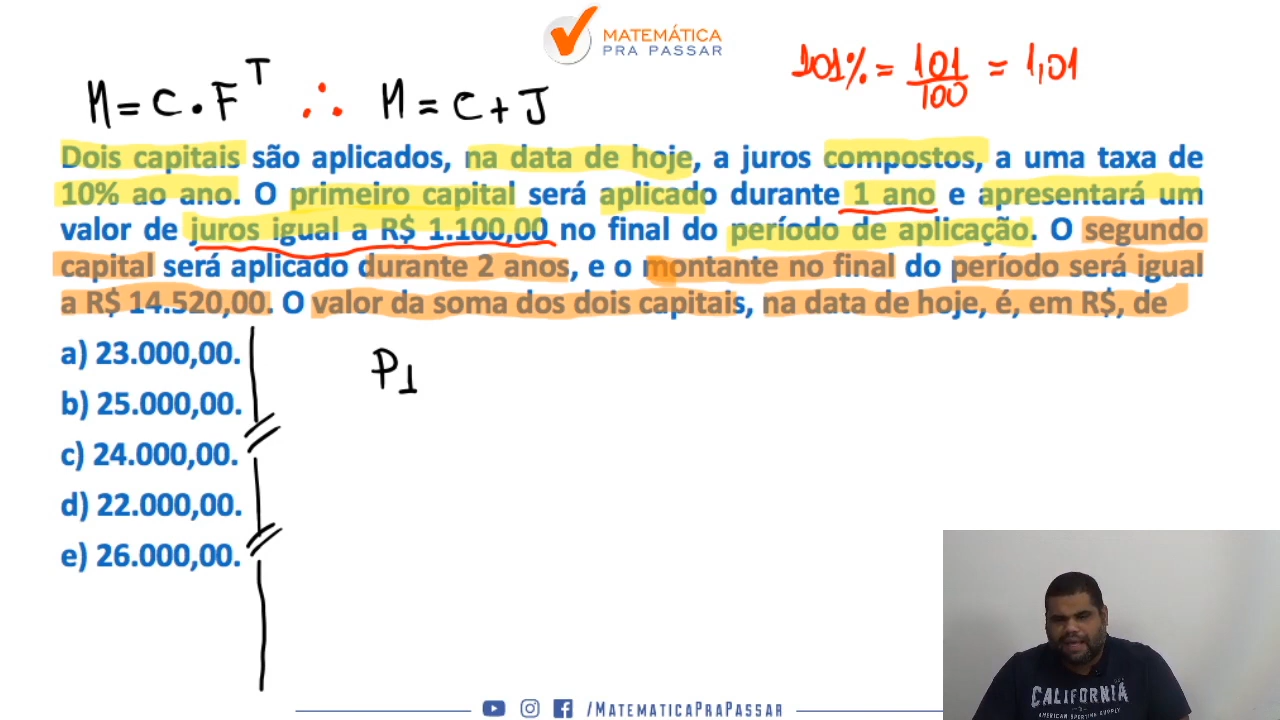 MATEMÁTICA
PRA PASSAR
101% = 101/100 = 1,01
M = C . F^T ∴ M = C + J
Dois capitais são aplicados, na data de hoje, a juros compostos, a uma taxa de
10% ao ano. O primeiro capital será aplicado durante 1 ano e apresentará um
valor de juros igual a R$ 1.100,00 no final do período de aplicação. O segundo
capital será aplicado durante 2 anos, e o montante no final do período será igual
a R$ 14.520,00. O valor da soma dos dois capitais, na data de hoje, é, em R$, de
a) 23.000,00.
b) 25.000,00.
c) 24.000,00.
d) 22.000,00.
e) 26.000,00.
P1
CALIFORNIA
AMERICAN SPORTING SUPPLY
/MATEMATICAPRAPASSAR